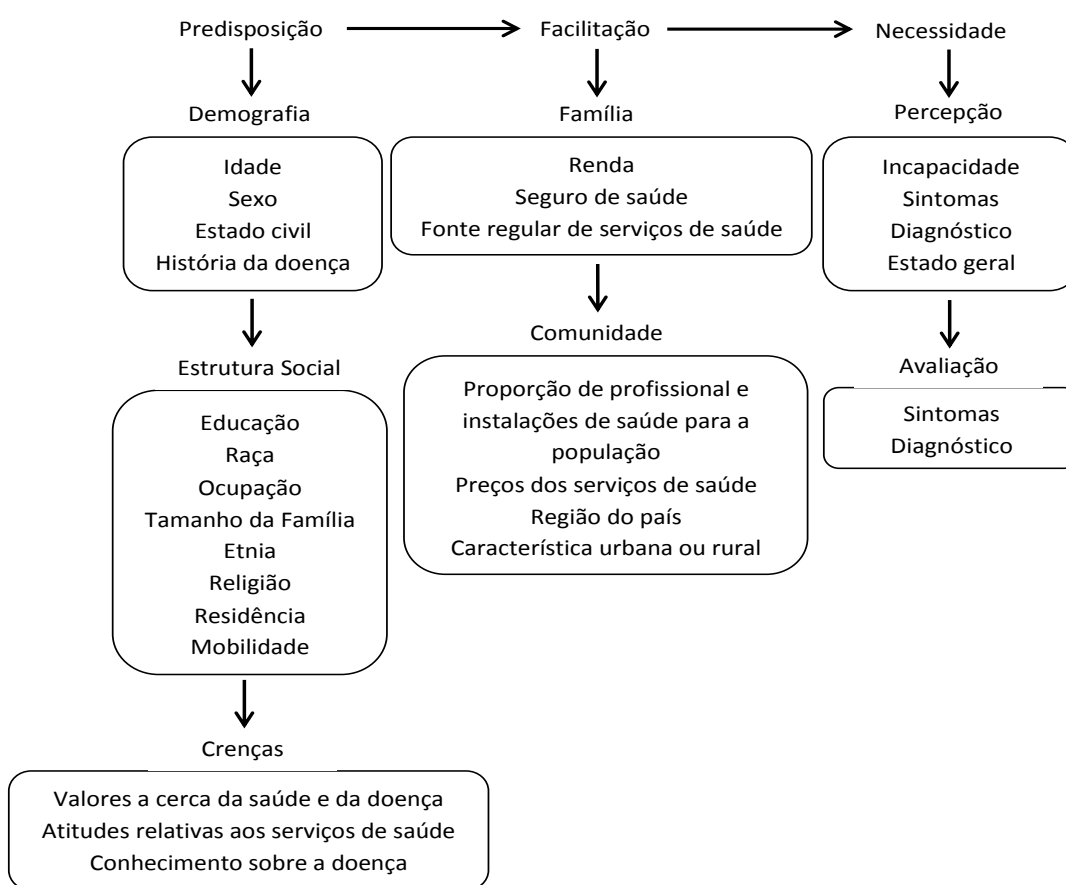 Predisposição
Facilitação
Necessidade
Demografia
Idade
Sexo
Estado civil
História da doença
Estrutura Social
Educação
Raça
Ocupação
Tamanho da Família
Etnia
Religião
Residência
Mobilidade
Crenças
Valores a cerca da saúde e da doença
Atitudes relativas aos serviços de saúde
Conhecimento sobre a doença
Família
Renda
Seguro de saúde
Fonte regular de serviços de saúde
Comunidade
Proporção de profissional e
instalações de saúde para a
população
Preços dos serviços de saúde
Região do país
Característica urbana ou rural
Percepção
Incapacidade
Sintomas
Diagnóstico
Estado geral
Avaliação
Sintomas
Diagnóstico